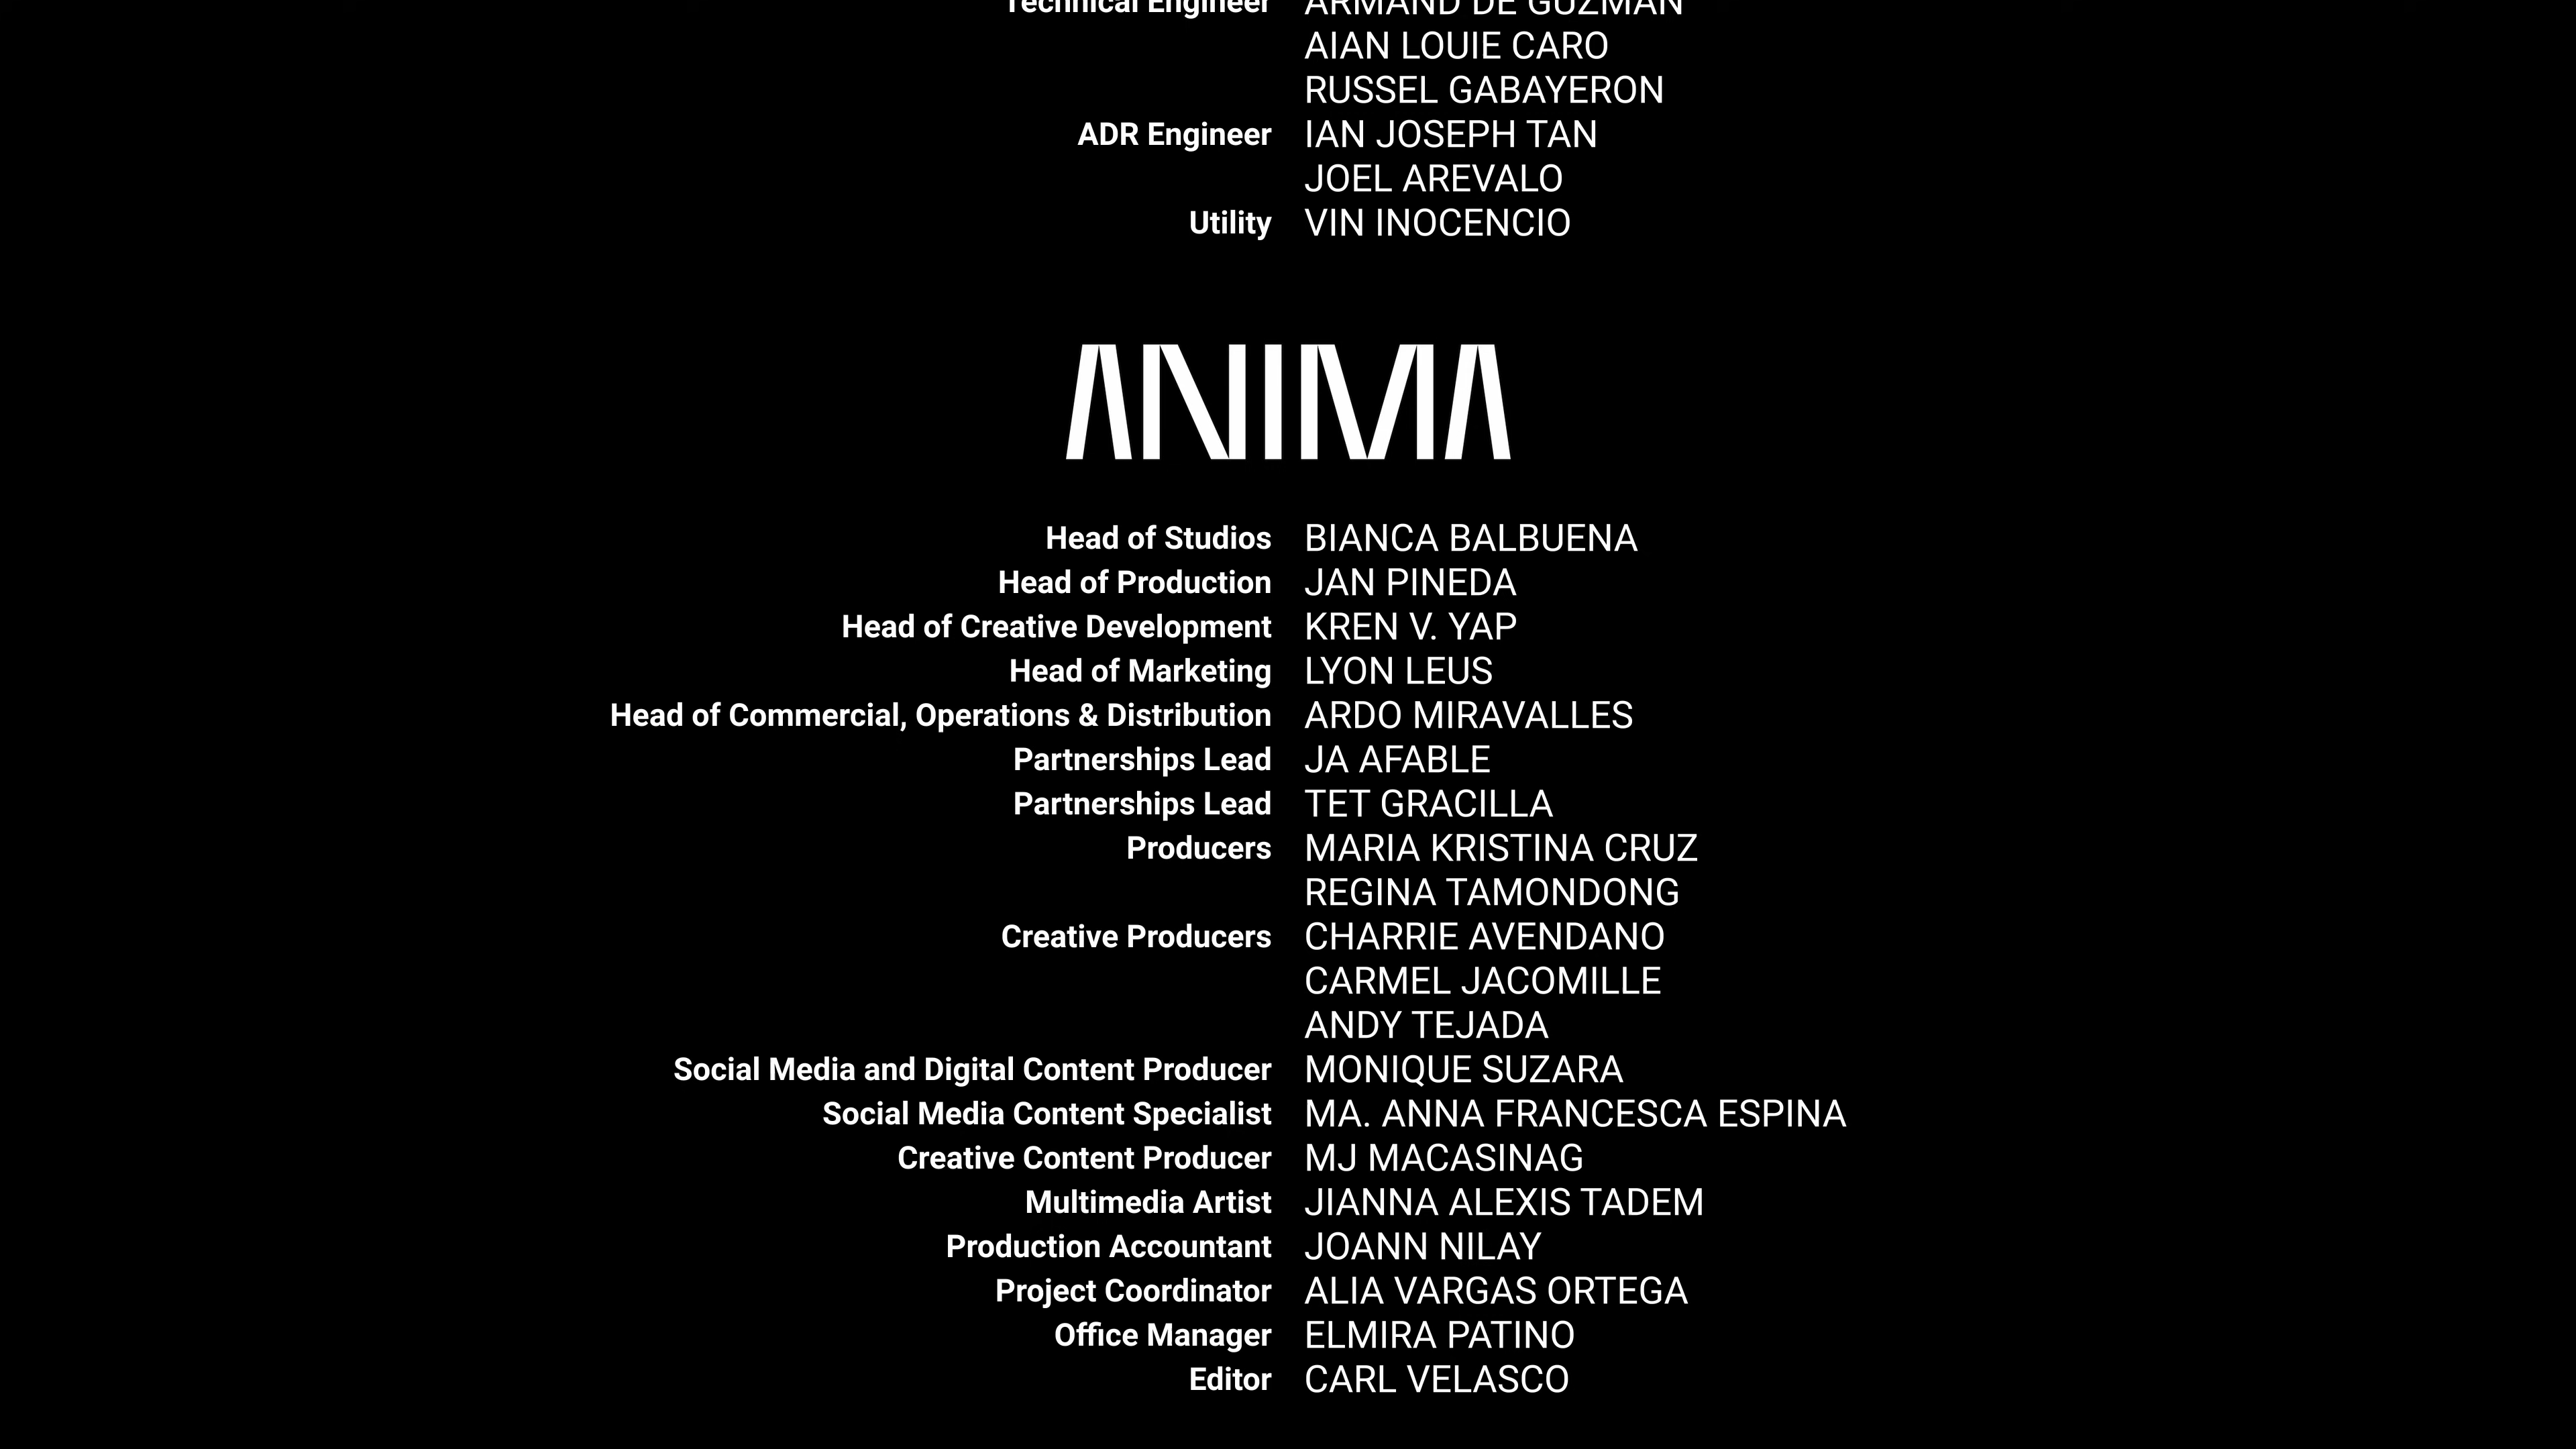 Technical Engineer ARMAND DE GUZMAN
AIAN LOUIE CARO
RUSSEL GABAYERON
ADR Engineer IAN JOSEPH TAN
JOEL AREVALO
Utility VIN INOCENCIO
ANIMA
Head of Studios BIANCA BALBUENA
Head of Production JAN PINEDA
Head of Creative Development KREN V. YAP
Head of Marketing LYON LEUS
Head of Commercial, Operations & Distribution ARDO MIRAVALLES
Partnerships Lead JA AFABLE
Partnerships Lead TET GRACILLA
Producers MARIA KRISTINA CRUZ
REGINA TAMONDONG
Creative Producers CHARRIE AVENDANO
CARMEL JACOMILLE
ANDY TEJADA
Social Media and Digital Content Producer MONIQUE SUZARA
Social Media Content Specialist MA. ANNA FRANCESCA ESPINA
Creative Content Producer MJ MACASINAG
Multimedia Artist JIANNA ALEXIS TADEM
Production Accountant JOANN NILAY
Project Coordinator ALIA VARGAS ORTEGA
Office Manager ELMIRA PATINO
Editor CARL VELASCO